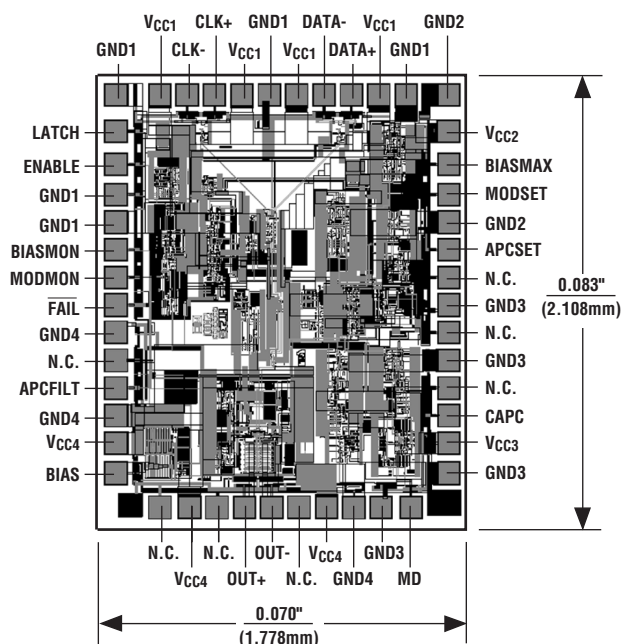 VCC1 CLK+ GND1 DATA- VCC1 GND2
GND1 CLK- VCC1 VCC1 DATA+ GND1
LATCH
ENABLE
GND1
GND1
BIASMON
MODMON
FAIL
GND4
N.C.
APCFILT
GND4
VCC4
BIAS
VCC2
BIASMAX
MODSET
GND2
APCSET
N.C.
GND3
N.C.
GND3
N.C.
CAPC
VCC3
GND3
0.083"
(2.108mm)
N.C. N.C. OUT- VCC4 GND3
VCC4 OUT+ N.C. GND4 MD
0.070"
(1.778mm)